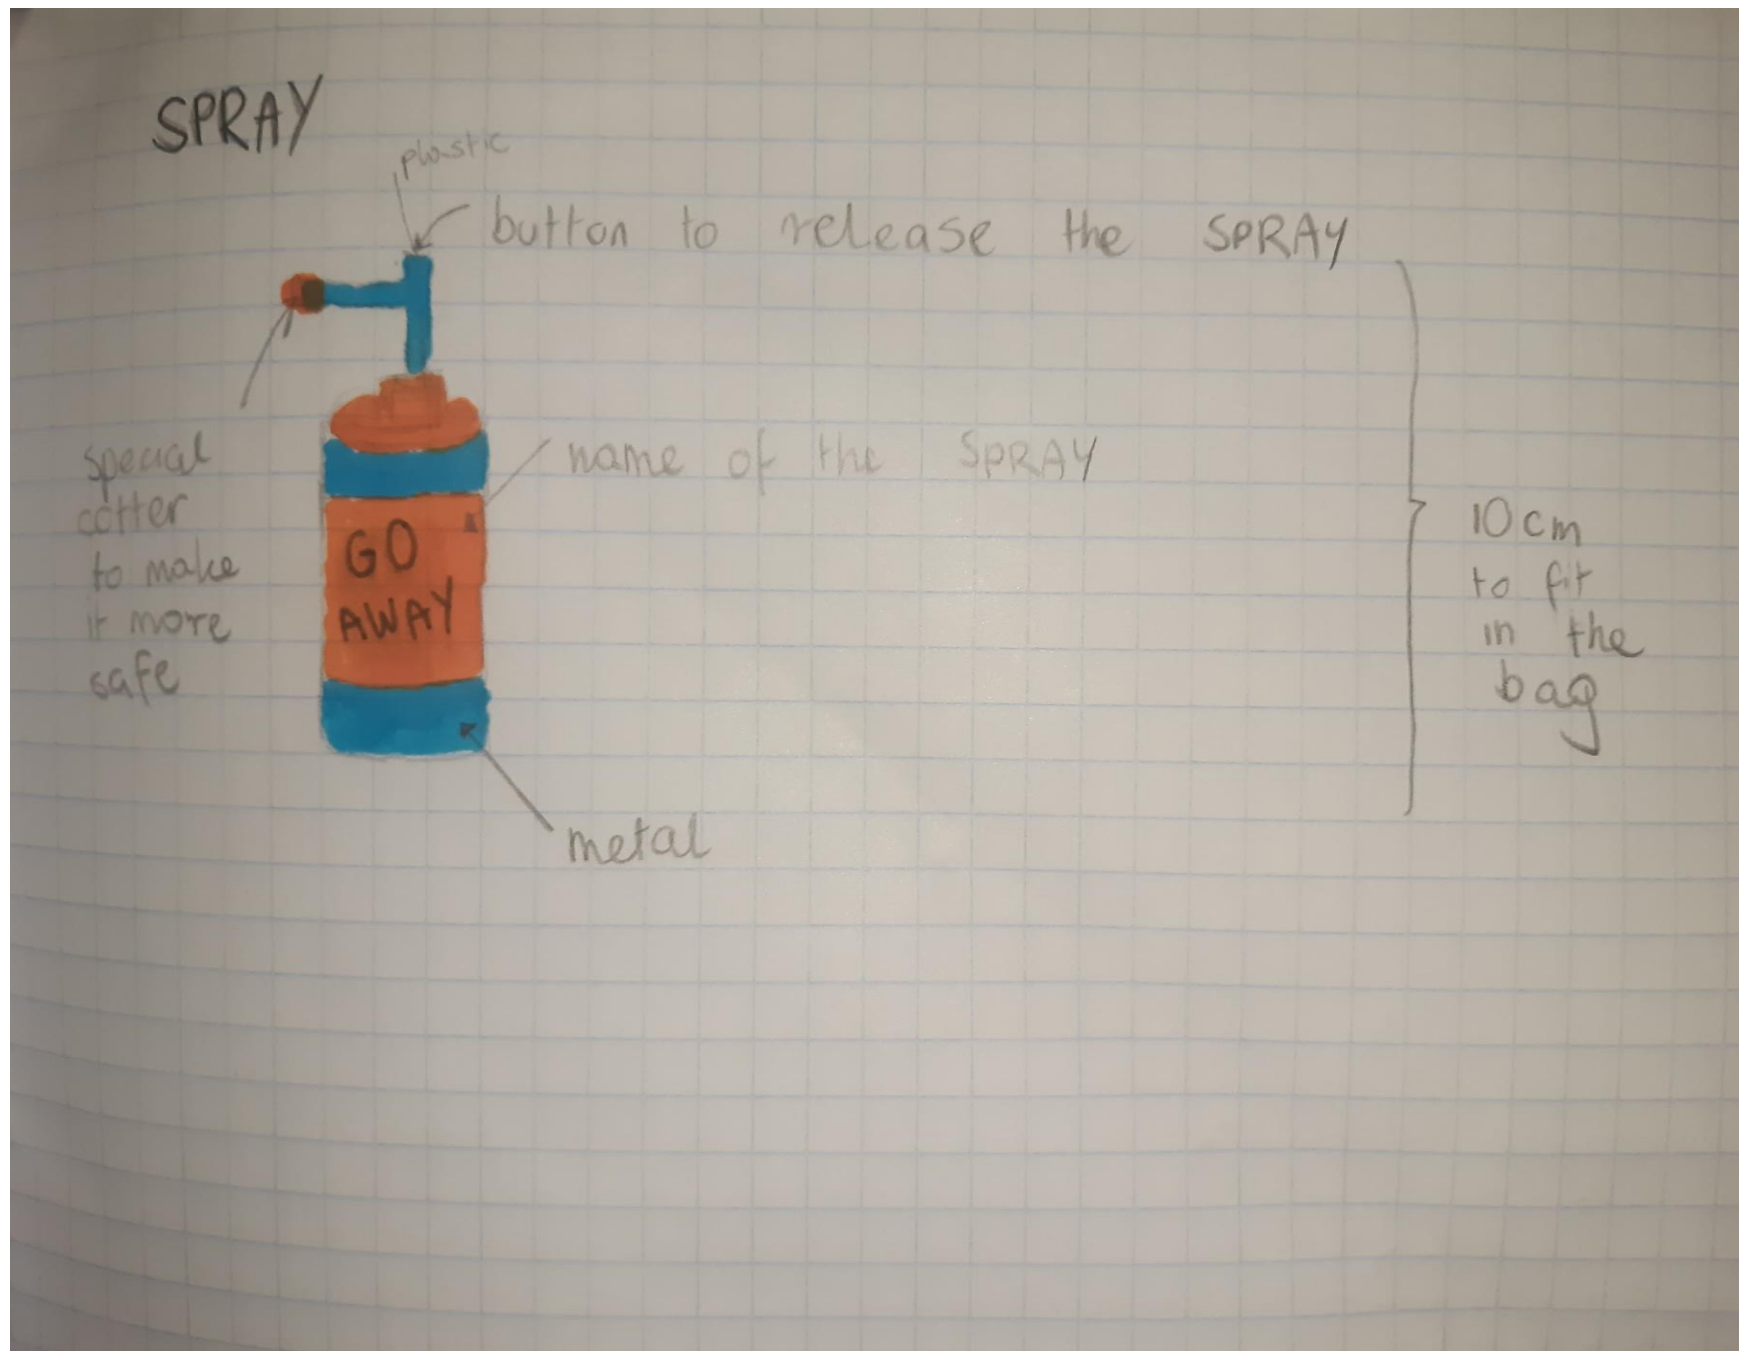 SPRAY
plastic
button to release the SPRAY
special
cotter
to make
it more
safe
name of the SPRAY
GO
AWAY
10cm
to fit
in the
bag
metal